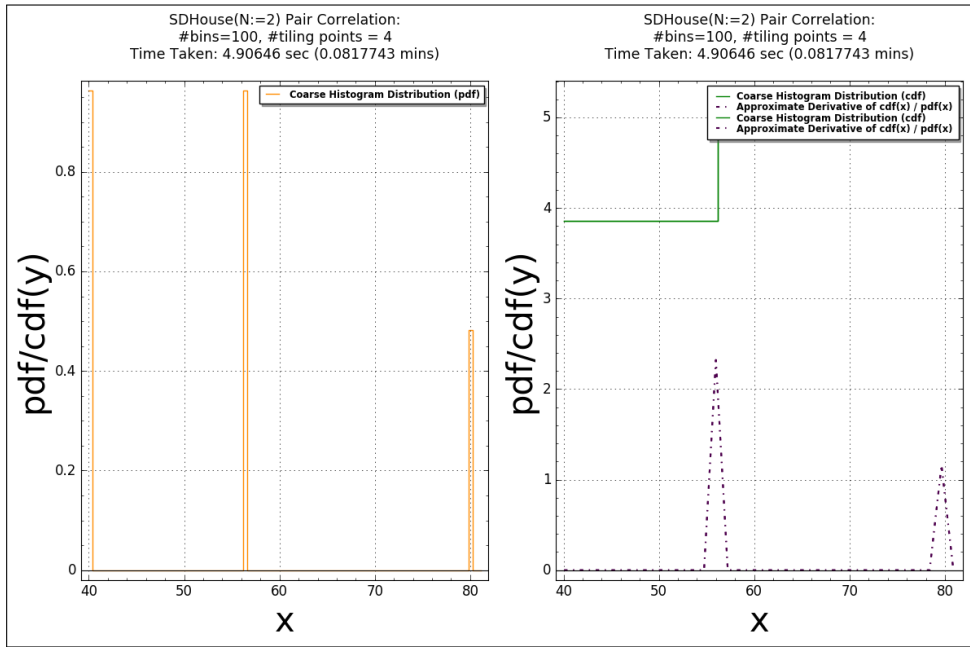 SDHouse(N:=2) Pair Correlation:
#bins=100, #tiling points = 4
Time Taken: 4.90646 sec (0.0817743 mins)
Coarse Histogram Distribution (pdf)
0.8
0.6
0.4
0.2
0
40 50 60 70 80
pdf/cdf(y)
x
SDHouse(N:=2) Pair Correlation:
#bins=100, #tiling points = 4
Time Taken: 4.90646 sec (0.0817743 mins)
Coarse Histogram Distribution (cdf)
Approximate Derivative of cdf(x) / pdf(x)
Coarse Histogram Distribution (cdf)
Approximate Derivative of cdf(x) / pdf(x)
5
4
3
2
1
0
40 50 60 70 80
pdf/cdf(y)
x